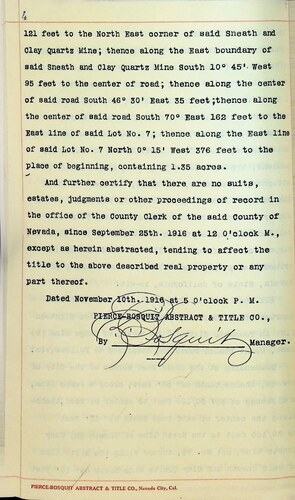 121 feet to the North East corner of said Sneath and
Clay Quartz Mine; thence along the East boundary of
said Sneath and Clay Quartz Mine South 10° 45'. West
95 feet to the center of road; thence along the center
of said road South 46° 30' East 35 feet;thence along
the center of said road South 70° East 162 feet to the
East line of said Lot No. 7; thence along the East line
of said Lot No. 7 North 0° 15' West 376 feet to the
place of beginning, containing 1.35 acres.
And further certify that there are no suits,
estates, judgments or other proceedings of record in
the office of the County Clerk of the said County of
Nevada, since September 25th. 1916 at 12 O'clock M.,
except as herein abstracted, tending to affect the
title to the above described real property or any
part thereof.
Dated November 10th. 1916 at 5 O'clock P. M.
PIERCE-BOSQUIT ABSTRACT & TITLE CO.,
By Bosquit Manager.
PIERCE-BOSQUIT ABSTRACT & TITLE CO., Nevada City, Cal.